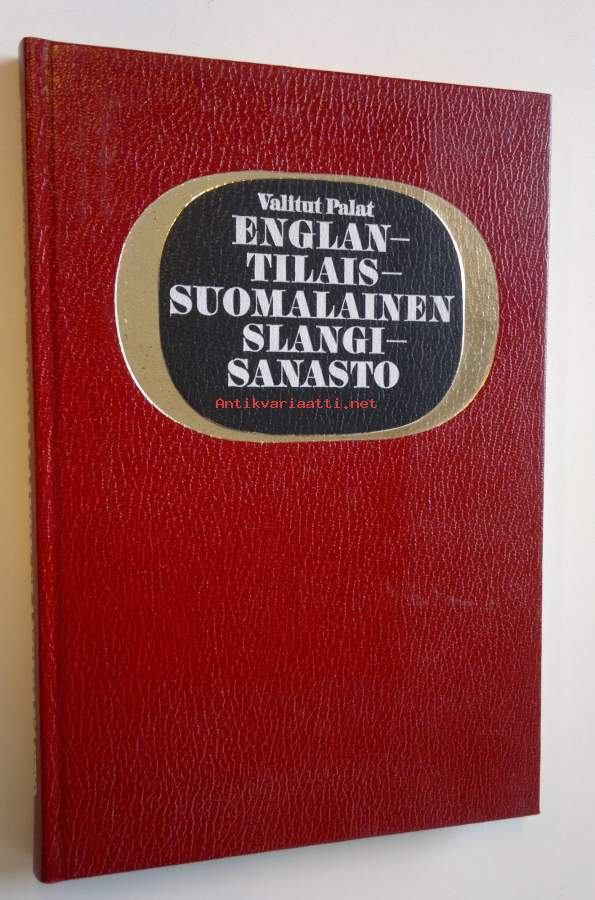 Valitut Palat
ENGLAN–
TILAIS–
SUOMALAINEN
SLANGI–
SANASTO
Antikvariaatti.net